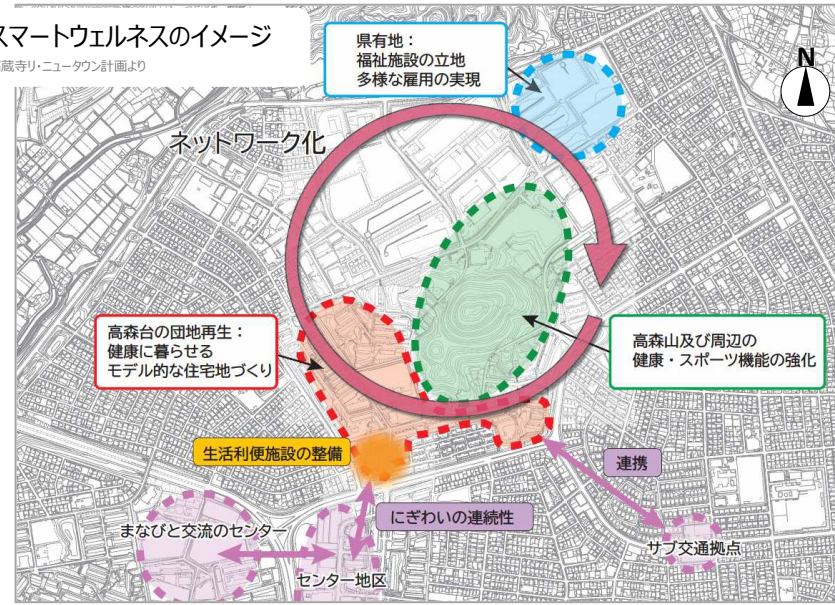 スマートウェルネスのイメージ
蔵寺リ・ニュータウン計画より
県有地：
福祉施設の立地
多様な雇用の実現
N
ネットワーク化
高森台の団地再生：
健康に暮らせる
モデル的な住宅地づくり
高森山及び周辺の
健康・スポーツ機能の強化
生活利便施設の整備
連携
にぎわいの連続性
まなびと交流のセンター
サブ交通拠点
センター地区